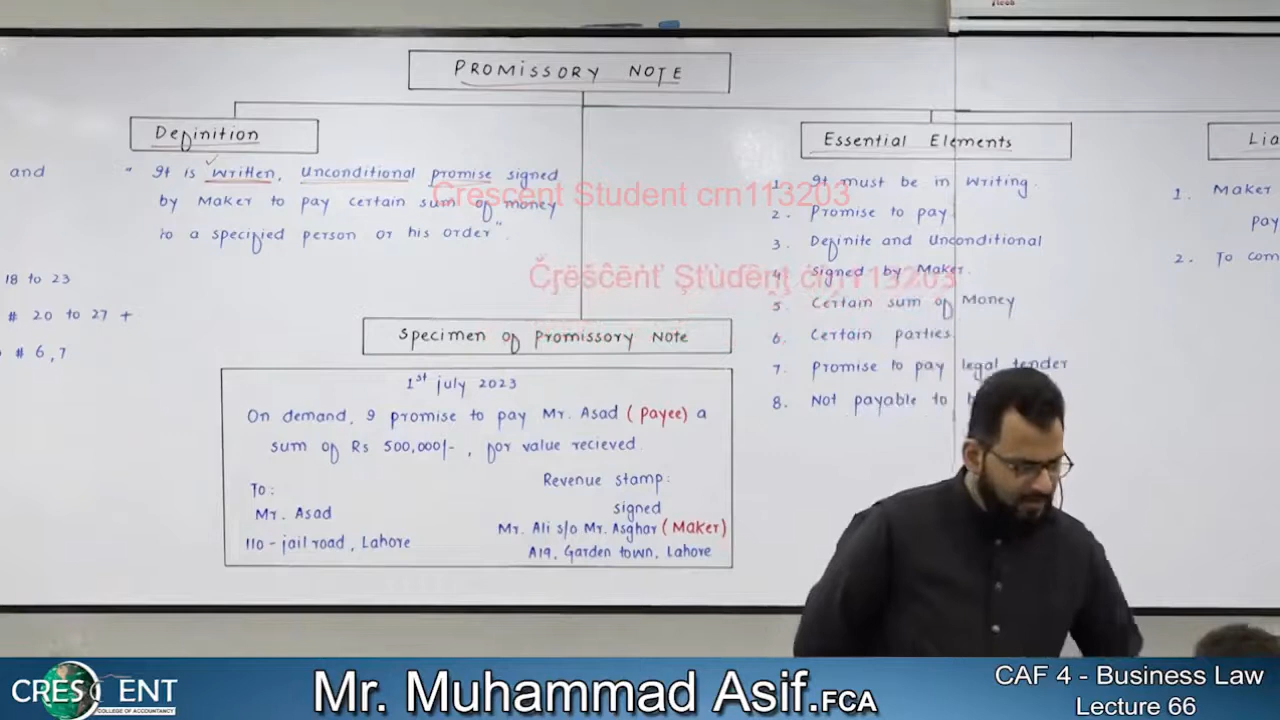 PROMISSORY NOTE
Definition
" It is written, Unconditional promise signed
by Maker to pay certain sum of money
to a specified person or his order".
and
18 to 23
# 20 to 27 +
# 6,7
Specimen of Promissory Note
1st july 2023
On demand, I promise to pay Mr. Asad (Payee) a
sum of Rs 500,000/- , for value recieved.
To:
Mr. Asad
110 - jail road, Lahore
Revenue stamp:
signed
Mr. Ali s/o Mr. Asghar (Maker)
A19, Garden town, Lahore
Essential Elements
1. It must be in writing.
2. Promise to pay
3. Definite and Unconditional
4. signed by Maker.
5. Certain sum of Money
6. Certain parties
7. Promise to pay legal tender
8. Not payable to
Lia
1. Maker
pay
2. To com
Crescent Student crn113203
Čŗēşĉēńť Şţůđēņţ crn113203
CRESCENT
COLLEGE OF ACCOUNTANCY
Mr. Muhammad Asif.FCA
CAF 4 - Business Law
Lecture 66